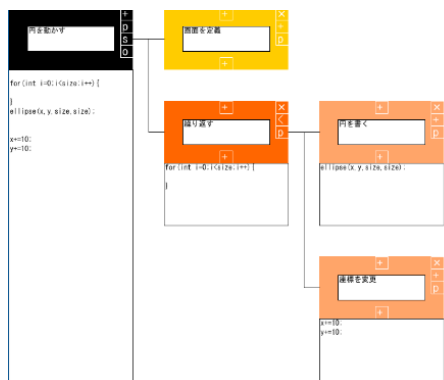 円を動かす
+
p
s
o
for(int i=0;i<size;i++){
}
ellipse(x,y,size,size);
x+=10;
y+=10;
+
画面を定義
+
×
+
p
+
繰り返す
+
×
く
p
for(int i=0;i<size;i++){
}
+
円を書く
+
×
+
p
ellipse(x,y,size,size);
+
座標を変更
+
×
+
p
x+=10;
y+=10;